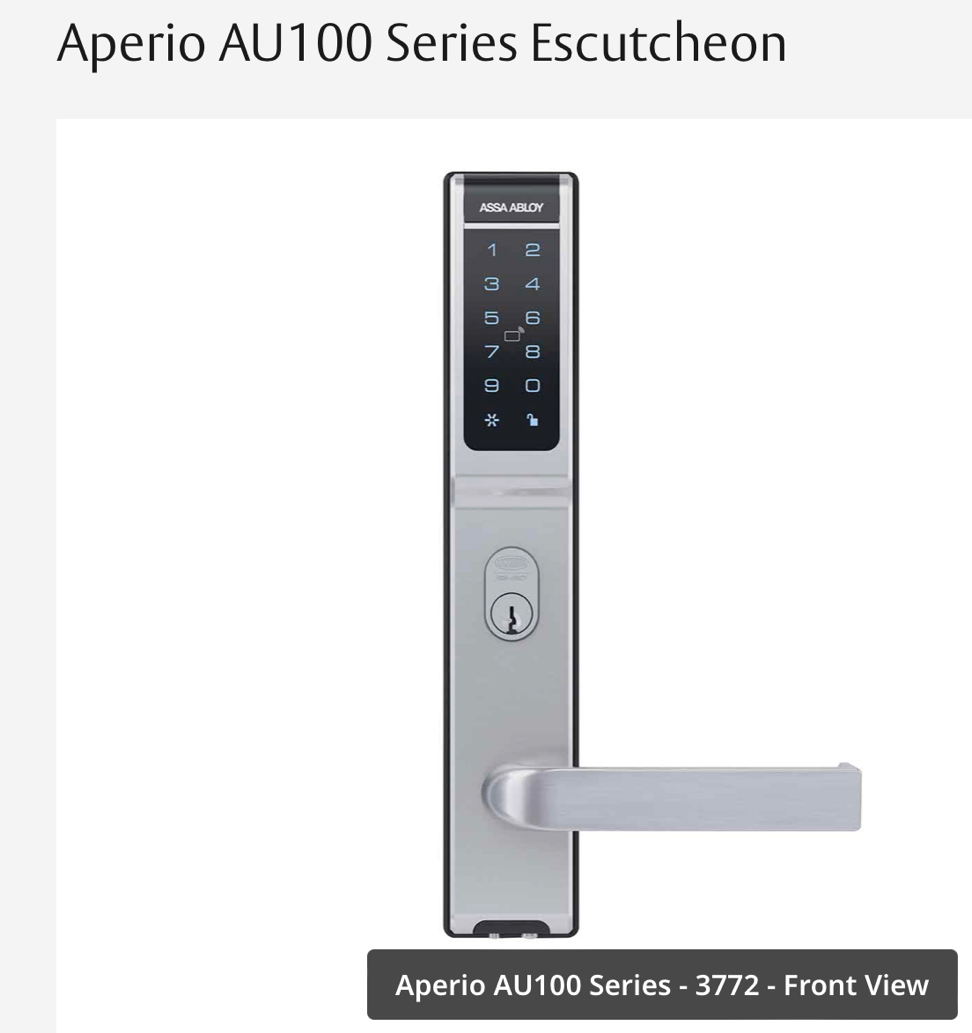 Aperio AU100 Series Escutcheon
ASSA ABLOY
1 2
3 4
5 6
7 8
9 0
Aperio AU100 Series - 3772 - Front View